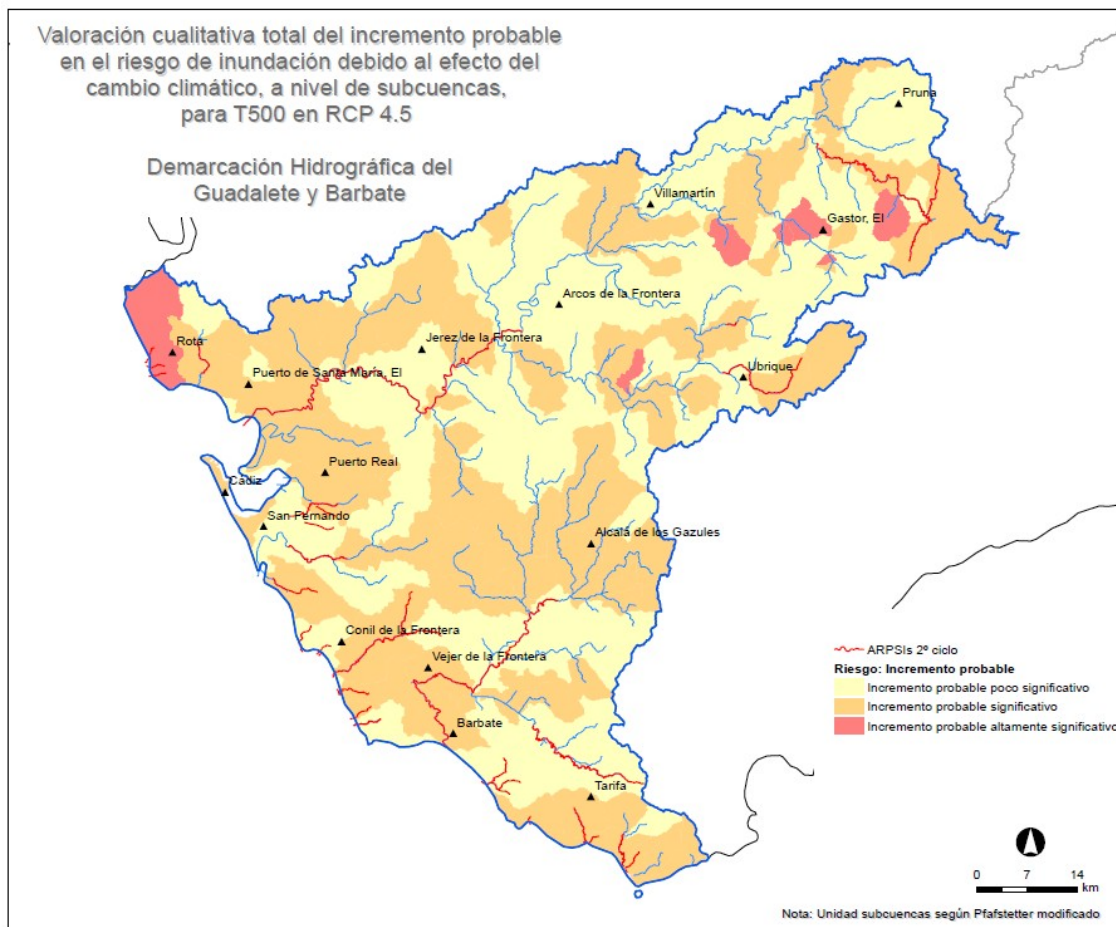 Valoración cualitativa total del incremento probable
en el riesgo de inundación debido al efecto del
cambio climático, a nivel de subcuencas,
para T500 en RCP 4.5
Demarcación Hidrográfica del
Guadalete y Barbate
Pruna
Villamartín
Gastor, El
Arcos de la Frontera
Jerez de la Frontera
Rota
Ubrique
Puerto de Santa María, El
Puerto Real
Cádiz
San Fernando
Alcalá de los Gazules
Conil de la Frontera
Vejer de la Frontera
Barbate
Tarifa
ARPSIs 2º ciclo
Riesgo: Incremento probable
Incremento probable poco significativo
Incremento probable significativo
Incremento probable altamente significativo
0 7 14
km
Nota: Unidad subcuencas según Pfafstetter modificado